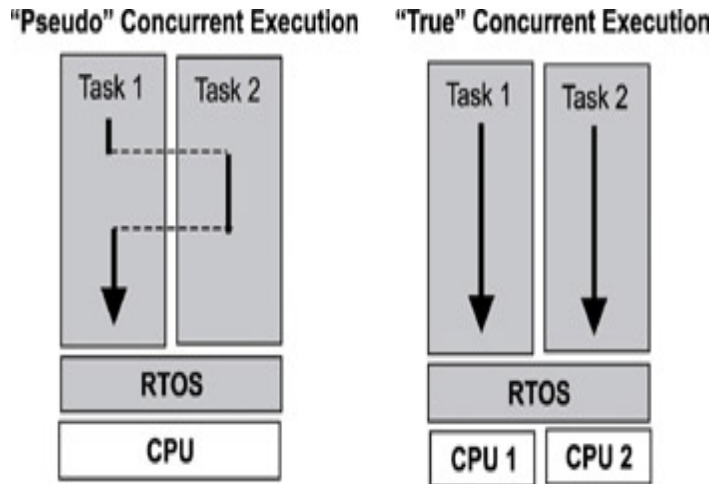 “Pseudo” Concurrent Execution
Task 1
Task 2
RTOS
CPU
“True” Concurrent Execution
Task 1
Task 2
RTOS
CPU 1
CPU 2